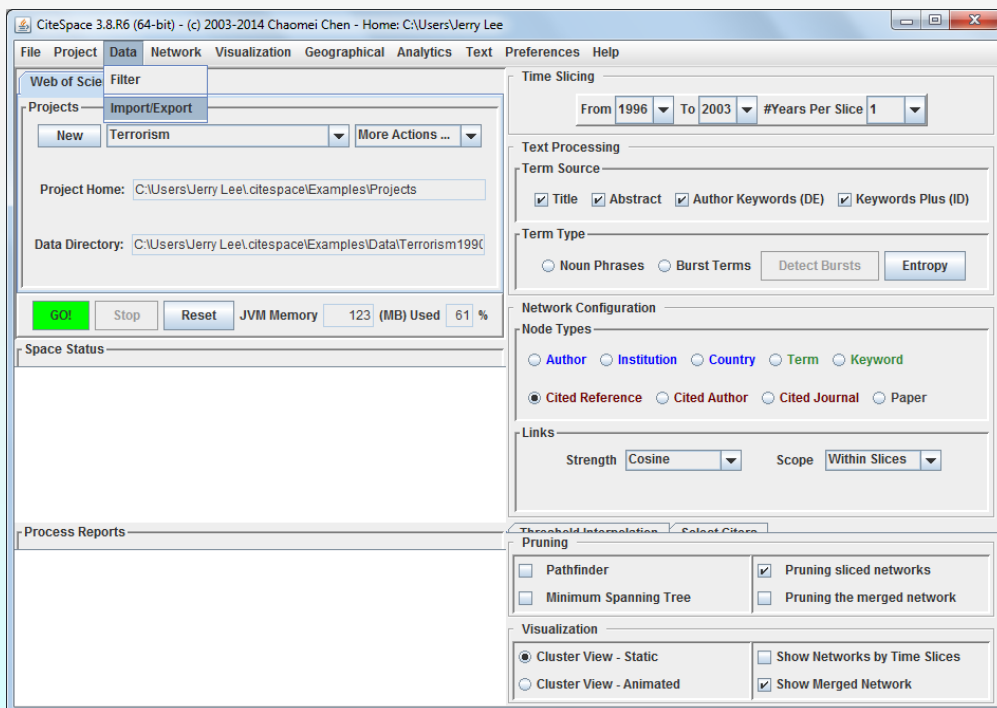 CiteSpace 3.8.R6 (64-bit) - (c) 2003-2014 Chaomei Chen - Home: C:\Users\Jerry Lee
File Project Data Network Visualization Geographical Analytics Text Preferences Help
Filter
Import/Export
Web of Scie
Projects
New Terrorism More Actions ...
Project Home: C:\Users\Jerry Lee\.citespace\Examples\Projects
Data Directory: C:\Users\Jerry Lee\.citespace\Examples\Data\Terrorism1990
GO! Stop Reset JVM Memory 123 (MB) Used 61 %
Space Status
Process Reports
Time Slicing
From 1996 To 2003 #Years Per Slice 1
Text Processing
Term Source
Title Abstract Author Keywords (DE) Keywords Plus (ID)
Term Type
Noun Phrases Burst Terms Detect Bursts Entropy
Network Configuration
Node Types
Author Institution Country Term Keyword
Cited Reference Cited Author Cited Journal Paper
Links
Strength Cosine Scope Within Slices
Threshold Interpolation Select Citers
Pruning
Pathfinder Pruning sliced networks
Minimum Spanning Tree Pruning the merged network
Visualization
Cluster View - Static Show Networks by Time Slices
Cluster View - Animated Show Merged Network